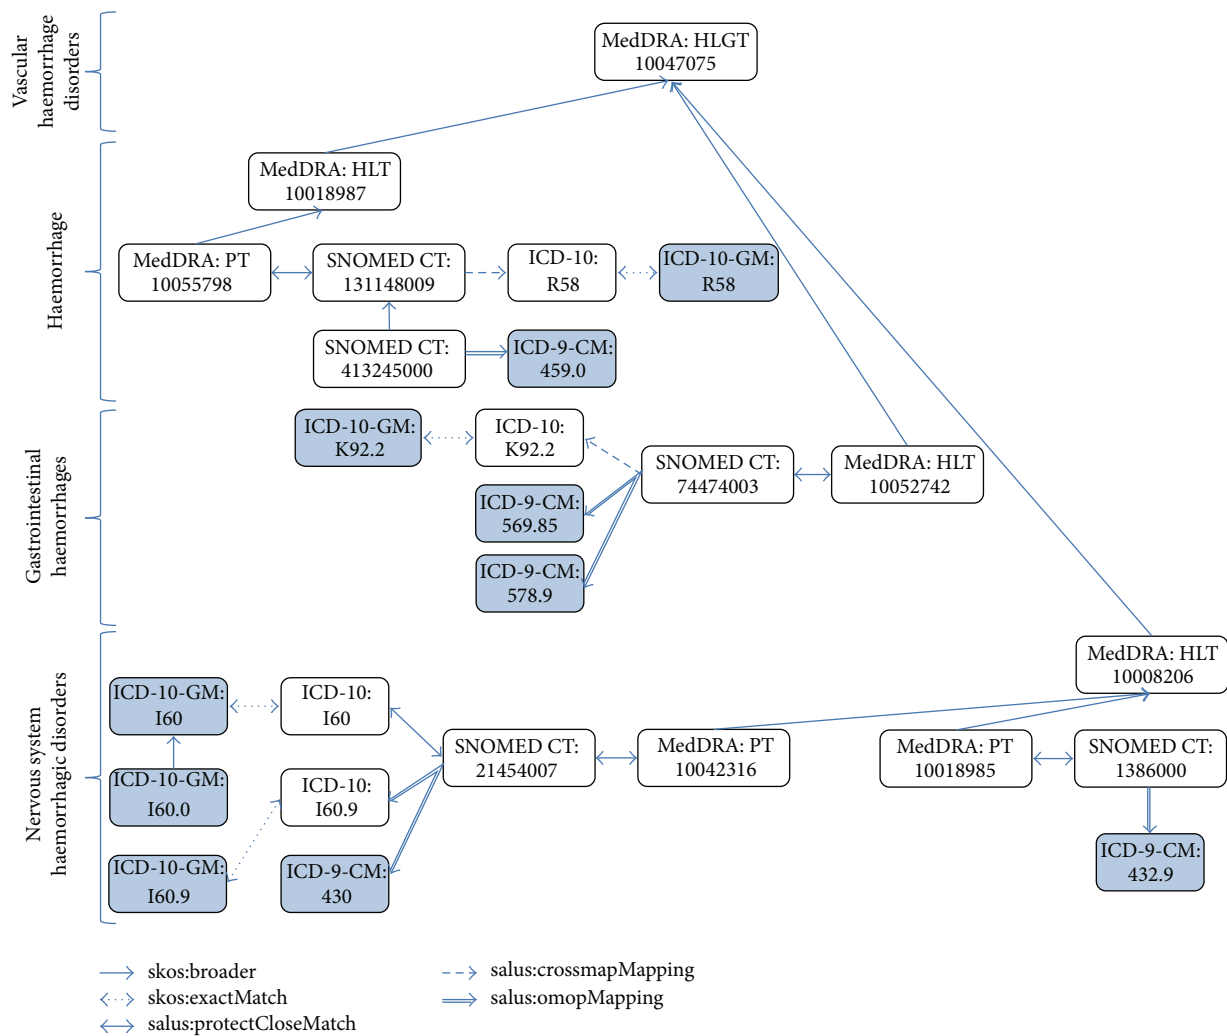 Vascular
haemorrhage
disorders
MedDRA: HLGT
10047075
Haemorrhage
MedDRA: HLT
10018987
MedDRA: PT
10055798
SNOMED CT:
131148009
ICD-10:
R58
ICD-10-GM:
R58
SNOMED CT:
413245000
ICD-9-CM:
459.0
Gastrointestinal
haemorrhages
ICD-10-GM:
K92.2
ICD-10:
K92.2
SNOMED CT:
74474003
MedDRA: HLT
10052742
ICD-9-CM:
569.85
ICD-9-CM:
578.9
Nervous system
haemorrhagic disorders
MedDRA: HLT
10008206
ICD-10-GM:
I60
ICD-10:
I60
SNOMED CT:
21454007
MedDRA: PT
10042316
MedDRA: PT
10018985
SNOMED CT:
1386000
ICD-10-GM:
I60.0
ICD-10:
I60.9
ICD-10-GM:
I60.9
ICD-9-CM:
430
ICD-9-CM:
432.9
skos:broader
skos:exactMatch
salus:protectCloseMatch
salus:crossmapMapping
salus:omopMapping